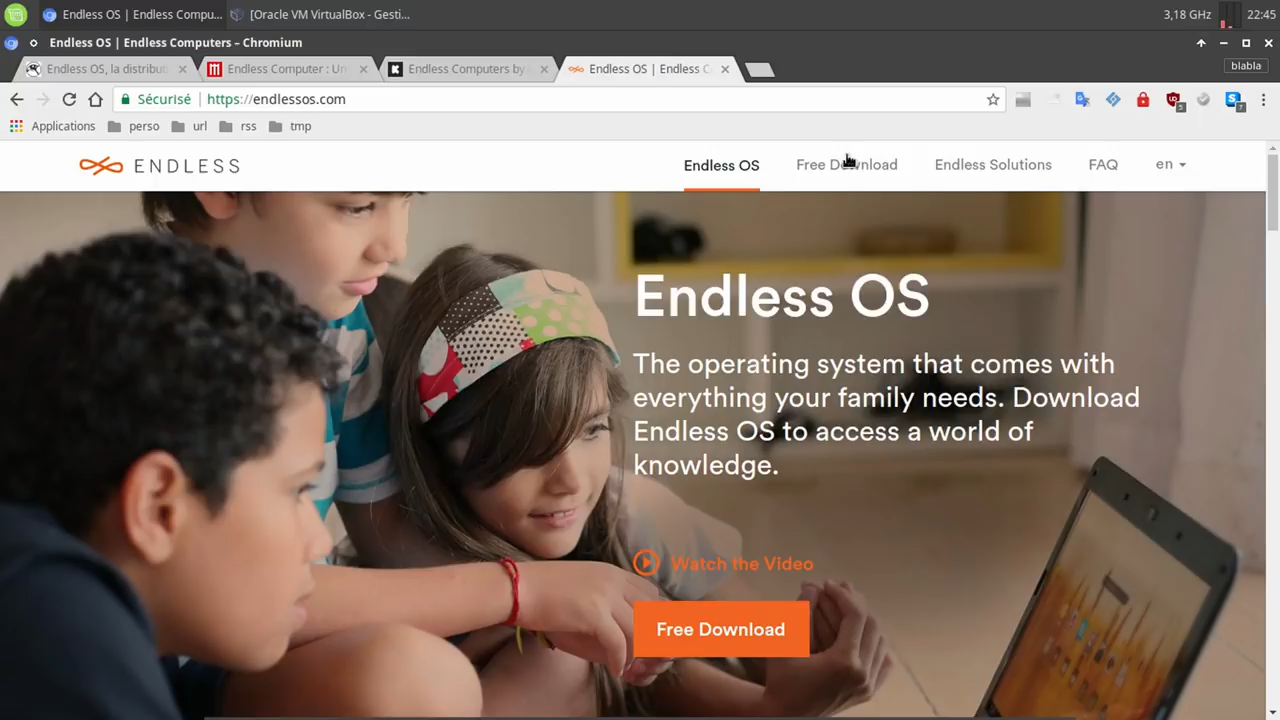 Endless OS | Endless Compu...
[Oracle VM VirtualBox - Gesti...
3,18 GHz
22:45
Endless OS | Endless Computers – Chromium
Endless OS, la distribut
Endless Computer : Un
Endless Computers by
Endless OS | Endless C
blabla
Sécurisé
https://endlessos.com
5
7
Applications
perso
url
rss
tmp
ENDLESS
Endless OS
Free Download
Endless Solutions
FAQ
en
Endless OS
The operating system that comes with
everything your family needs. Download
Endless OS to access a world of
knowledge.
Watch the Video
Free Download